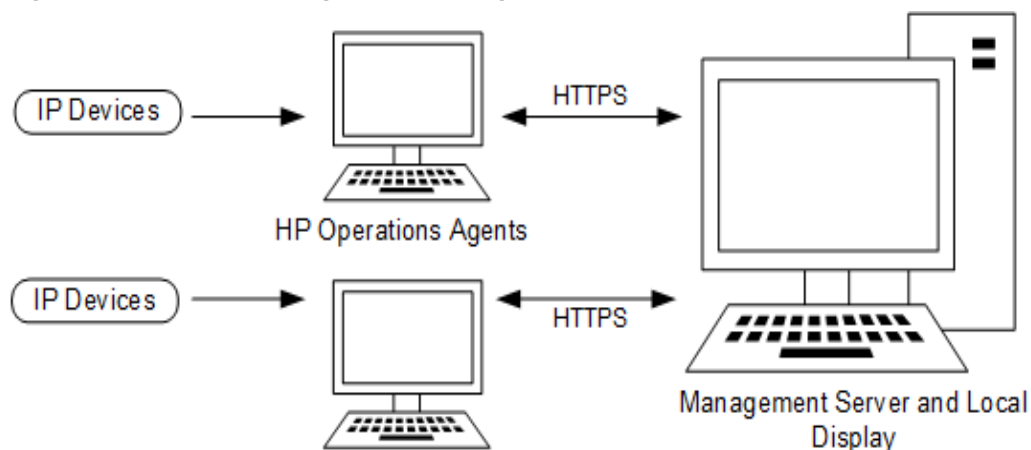 IP Devices
HTTPS
HP Operations Agents
IP Devices
HTTPS
Management Server and Local
Display